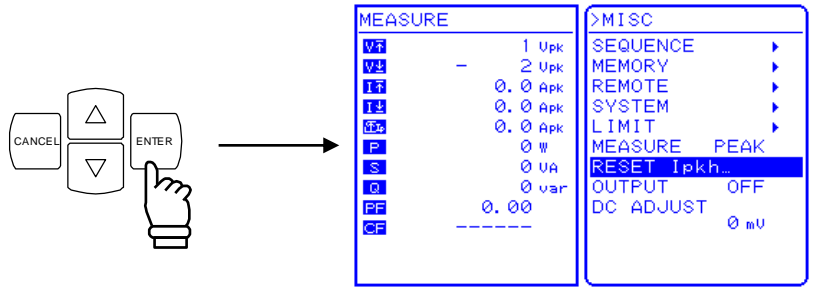 CANCEL
△
▽
ENTER
MEASURE
V↑ 1 Vpk
V↓ - 2 Vpk
I↑ 0.0 Apk
I↓ 0.0 Apk
0.0 Apk
P 0 W
S 0 VA
Q 0 var
PF 0.00
CF ------
>MISC
SEQUENCE
MEMORY
REMOTE
SYSTEM
LIMIT
MEASURE PEAK
RESET Ipkh…
OUTPUT OFF
DC ADJUST
0 mV